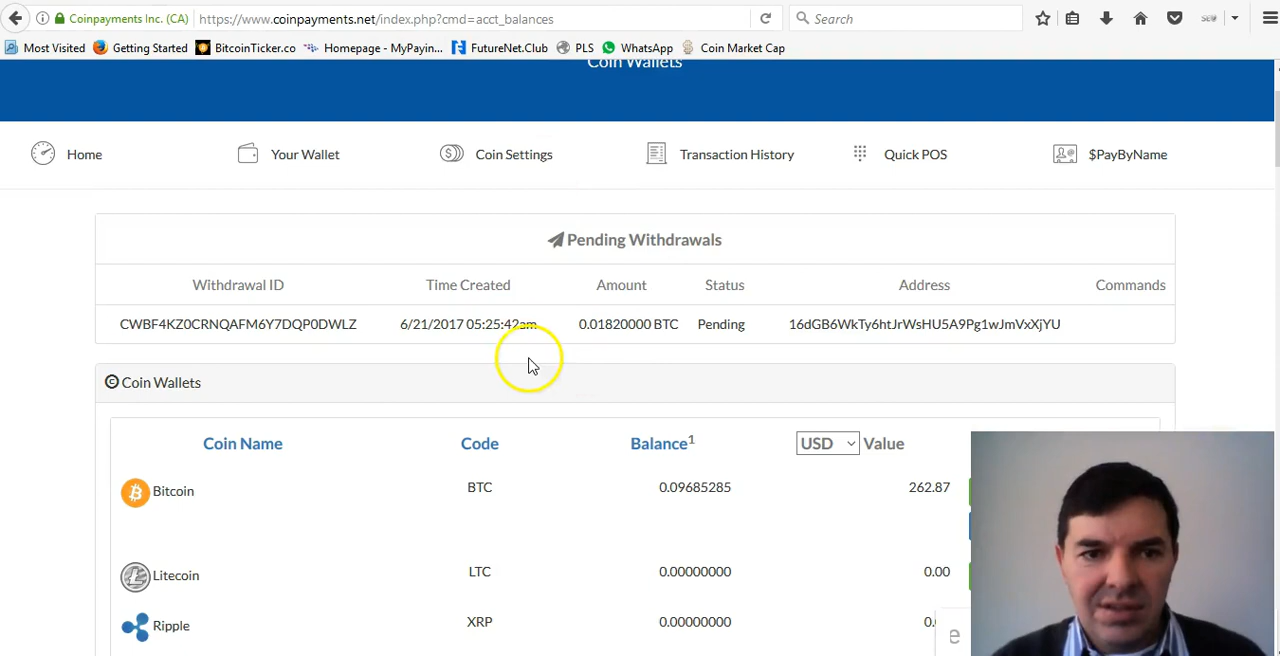 Coinpayments Inc. (CA) https://www.coinpayments.net/index.php?cmd=acct_balances Search
Most Visited Getting Started BitcoinTicker.co Homepage - MyPayin... FutureNet.Club PLS WhatsApp Coin Market Cap
Coin Wallets
Home Your Wallet Coin Settings Transaction History Quick POS $PayByName
Pending Withdrawals
Withdrawal ID Time Created Amount Status Address Commands
CWBF4KZ0CRNQAFM6Y7DQP0DWLZ 6/21/2017 05:25:42am 0.01820000 BTC Pending 16dGB6WkTy6htJrWsHU5A9Pg1wJmVxXjYU
Coin Wallets
Coin Name Code Balance1 USD Value
Bitcoin BTC 0.09685285 262.87
Litecoin LTC 0.00000000 0.00
Ripple XRP 0.00000000